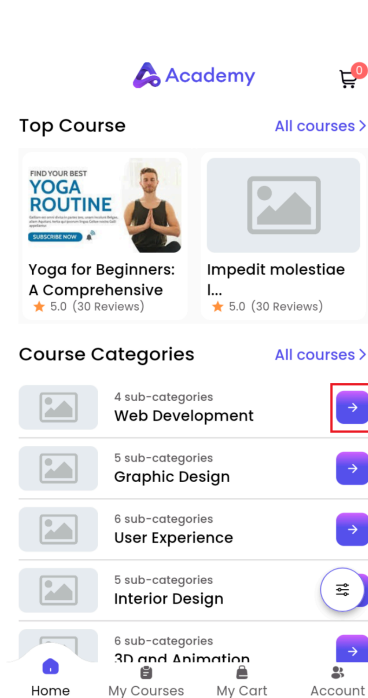 Academy
0
Top Course
All courses >
FIND YOUR BEST
YOGA
ROUTINE
SUBSCRIBE NOW
Yoga for Beginners:
A Comprehensive
5.0 (30 Reviews)
Impedit molestiae
l...
5.0 (30 Reviews)
Course Categories
All courses >
4 sub-categories
Web Development
5 sub-categories
Graphic Design
6 sub-categories
User Experience
5 sub-categories
Interior Design
6 sub-categories
3D and Animation
Home
My Courses
My Cart
Account